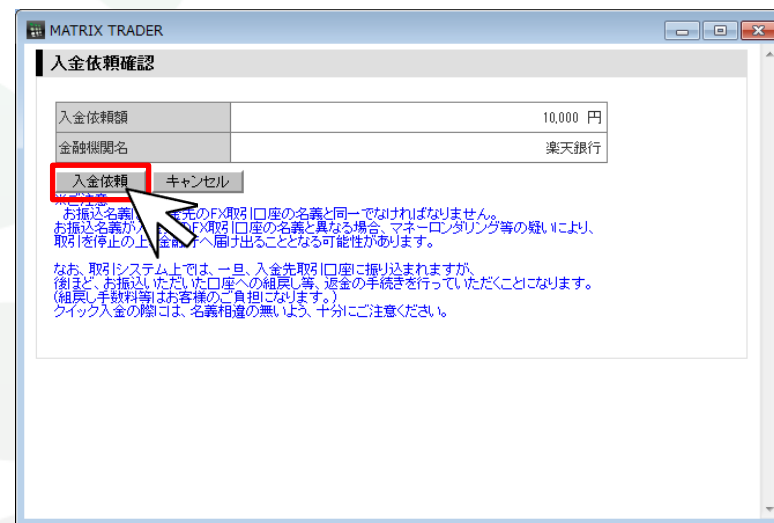 MATRIX TRADER
入金依頼確認
入金依頼額 10,000 円
金融機関名 楽天銀行
入金依頼 キャンセル
※ご注意
お振込名義は 金先のFX取引口座の名義と同一でなければなりません。
お振込名義が入 のFX取引口座の名義と異なる場合、マネーロンダリング等の疑いにより、
取引を停止の上 金融庁へ届け出ることとなる可能性があります。
なお、取引システム上では、一旦、入金先取引口座に振り込まれますが、
後ほど、お振込いただいた口座への組戻し等、返金の手続きを行っていただくことになります。
(組戻し手数料等はお客様のご負担になります。)
クイック入金の際には、名義相違の無いよう、十分にご注意ください。